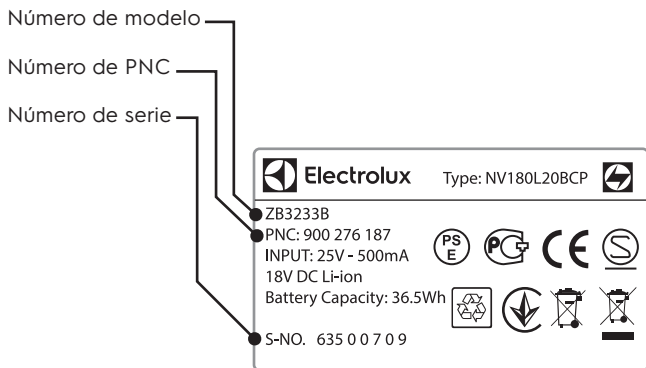 Número de modelo
Número de PNC
Número de serie
Electrolux Type: NV180L20BCP
ZB3233B
PNC: 900 276 187
INPUT: 25V - 500mA
18V DC Li-ion
Battery Capacity: 36.5Wh
S-NO. 635 0 0 7 0 9
PS
E
PG
CE
S